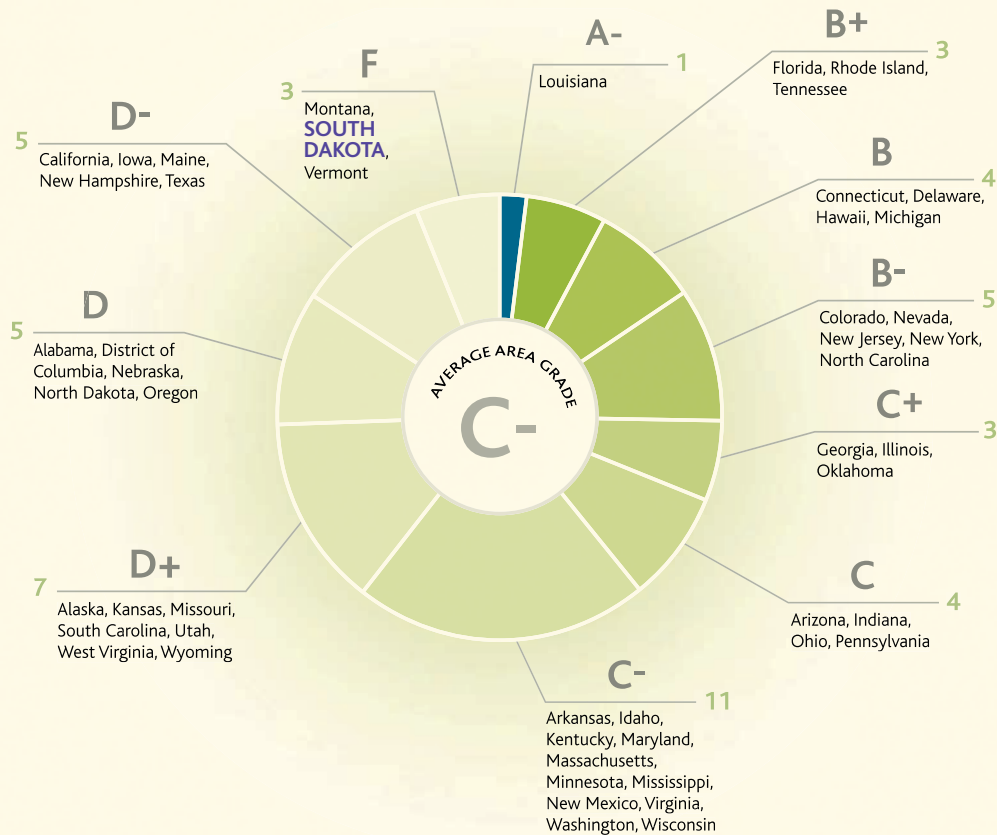 A-
1
Louisiana
B+
3
Florida, Rhode Island,
Tennessee
B
4
Connecticut, Delaware,
Hawaii, Michigan
B-
5
Colorado, Nevada,
New Jersey, New York,
North Carolina
C+
3
Georgia, Illinois,
Oklahoma
C
4
Arizona, Indiana,
Ohio, Pennsylvania
C-
11
Arkansas, Idaho,
Kentucky, Maryland,
Massachusetts,
Minnesota, Mississippi,
New Mexico, Virginia,
Washington, Wisconsin
D+
7
Alaska, Kansas, Missouri,
South Carolina, Utah,
West Virginia, Wyoming
D
5
Alabama, District of
Columbia, Nebraska,
North Dakota, Oregon
D-
5
California, Iowa, Maine,
New Hampshire, Texas
F
3
Montana,
SOUTH
DAKOTA,
Vermont
AVERAGE AREA GRADE
C-